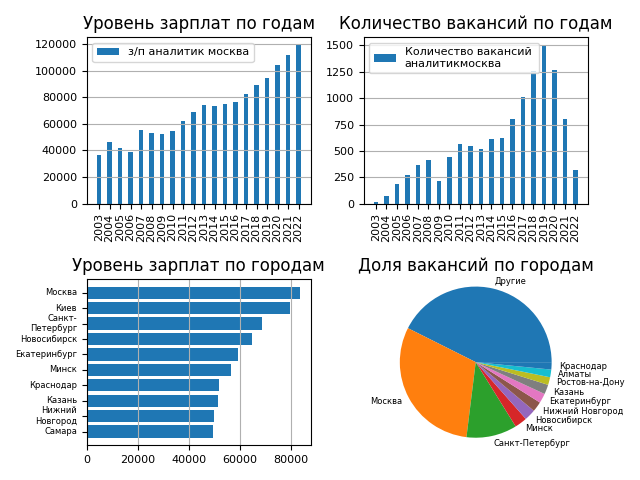 Уровень зарплат по годам
120000
100000
80000
60000
40000
20000
0
з/п аналитик москва
2003
2004
2005
2006
2007
2008
2009
2010
2011
2012
2013
2014
2015
2016
2017
2018
2019
2020
2021
2022
Количество вакансий по годам
1500
1250
1000
750
500
250
0
Количество вакансий
аналитикмосква
2003
2004
2005
2006
2007
2008
2009
2010
2011
2012
2013
2014
2015
2016
2017
2018
2019
2020
2021
2022
Уровень зарплат по городам
Москва
Киев
Санкт-
Петербург
Новосибирск
Екатеринбург
Минск
Краснодар
Казань
Нижний
Новгород
Самара
0
20000
40000
60000
80000
Доля вакансий по городам
Другие
Москва
Санкт-Петербург
Минск
Новосибирск
Нижний Новгород
Екатеринбург
Казань
Ростов-на-Дону
Алматы
Краснодар